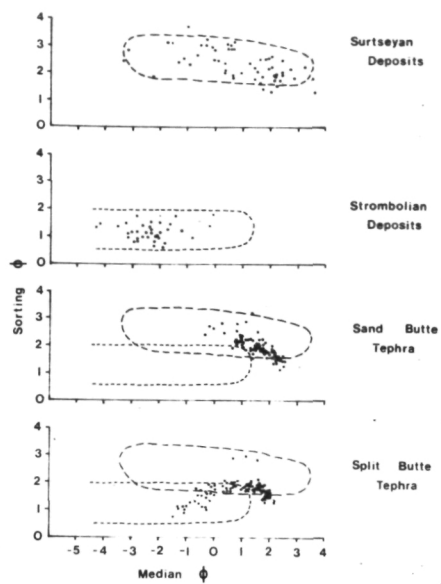 4
3
2
1
0
Surtseyan
Deposits
4
3
2
1
0
Strombolian
Deposits
Sorting ϕ
4
3
2
1
0
Sand Butte
Tephra
4
3
2
1
0
Split Butte
Tephra
-5 -4 -3 -2 -1 0 1 2 3 4
Median ϕ